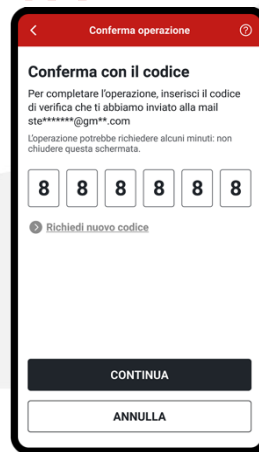 Conferma operazione
Conferma con il codice
Per completare l'operazione, inserisci il codice
di verifica che ti abbiamo inviato alla mail
ste*******@gm**.com
L'operazione potrebbe richiedere alcuni minuti: non
chiudere questa schermata.
8 8 8 8 8 8
Richiedi nuovo codice
CONTINUA
ANNULLA